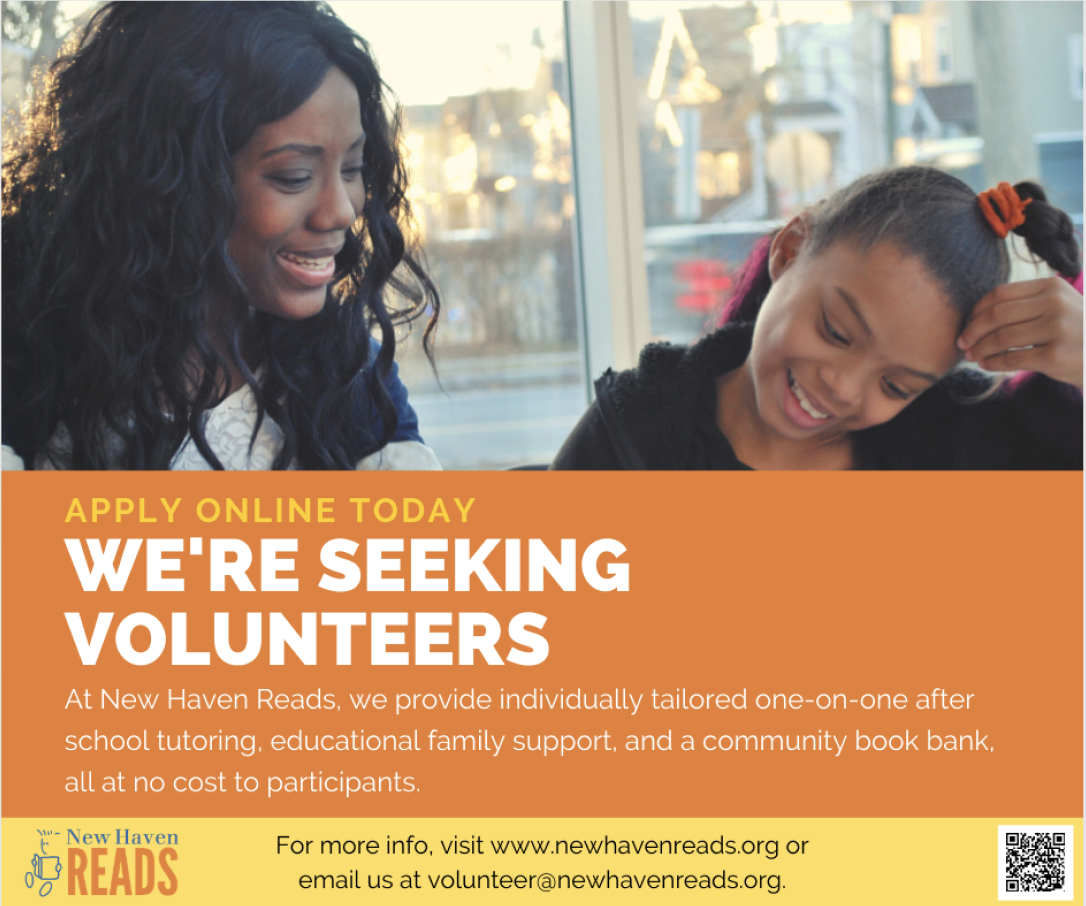 APPLY ONLINE TODAY
WE'RE SEEKING
VOLUNTEERS
At New Haven Reads, we provide individually tailored one-on-one after
school tutoring, educational family support, and a community book bank,
all at no cost to participants.
New Haven
READS
For more info, visit www.newhavenreads.org or
email us at volunteer@newhavenreads.org.